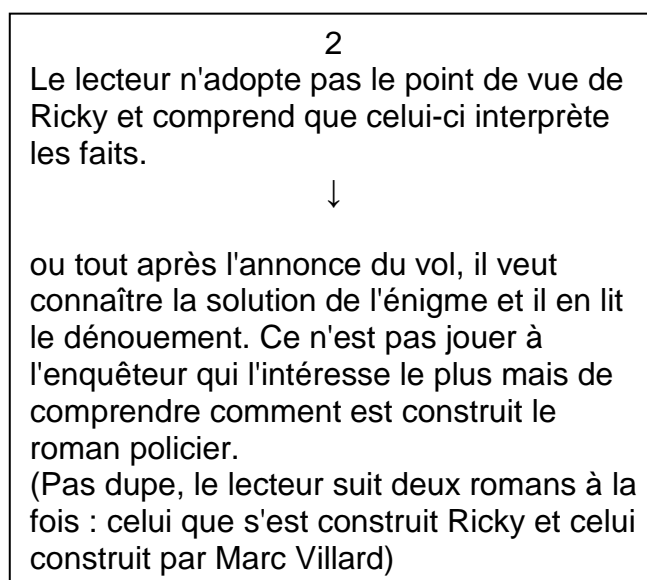 2
Le lecteur n'adopte pas le point de vue de
Ricky et comprend que celui-ci interprète
les faits.
↓
ou tout après l'annonce du vol, il veut
connaître la solution de l'énigme et il en lit
le dénouement. Ce n'est pas jouer à
l'enquêteur qui l'intéresse le plus mais de
comprendre comment est construit le
roman policier.
(Pas dupe, le lecteur suit deux romans à la
fois : celui que s'est construit Ricky et celui
construit par Marc Villard)